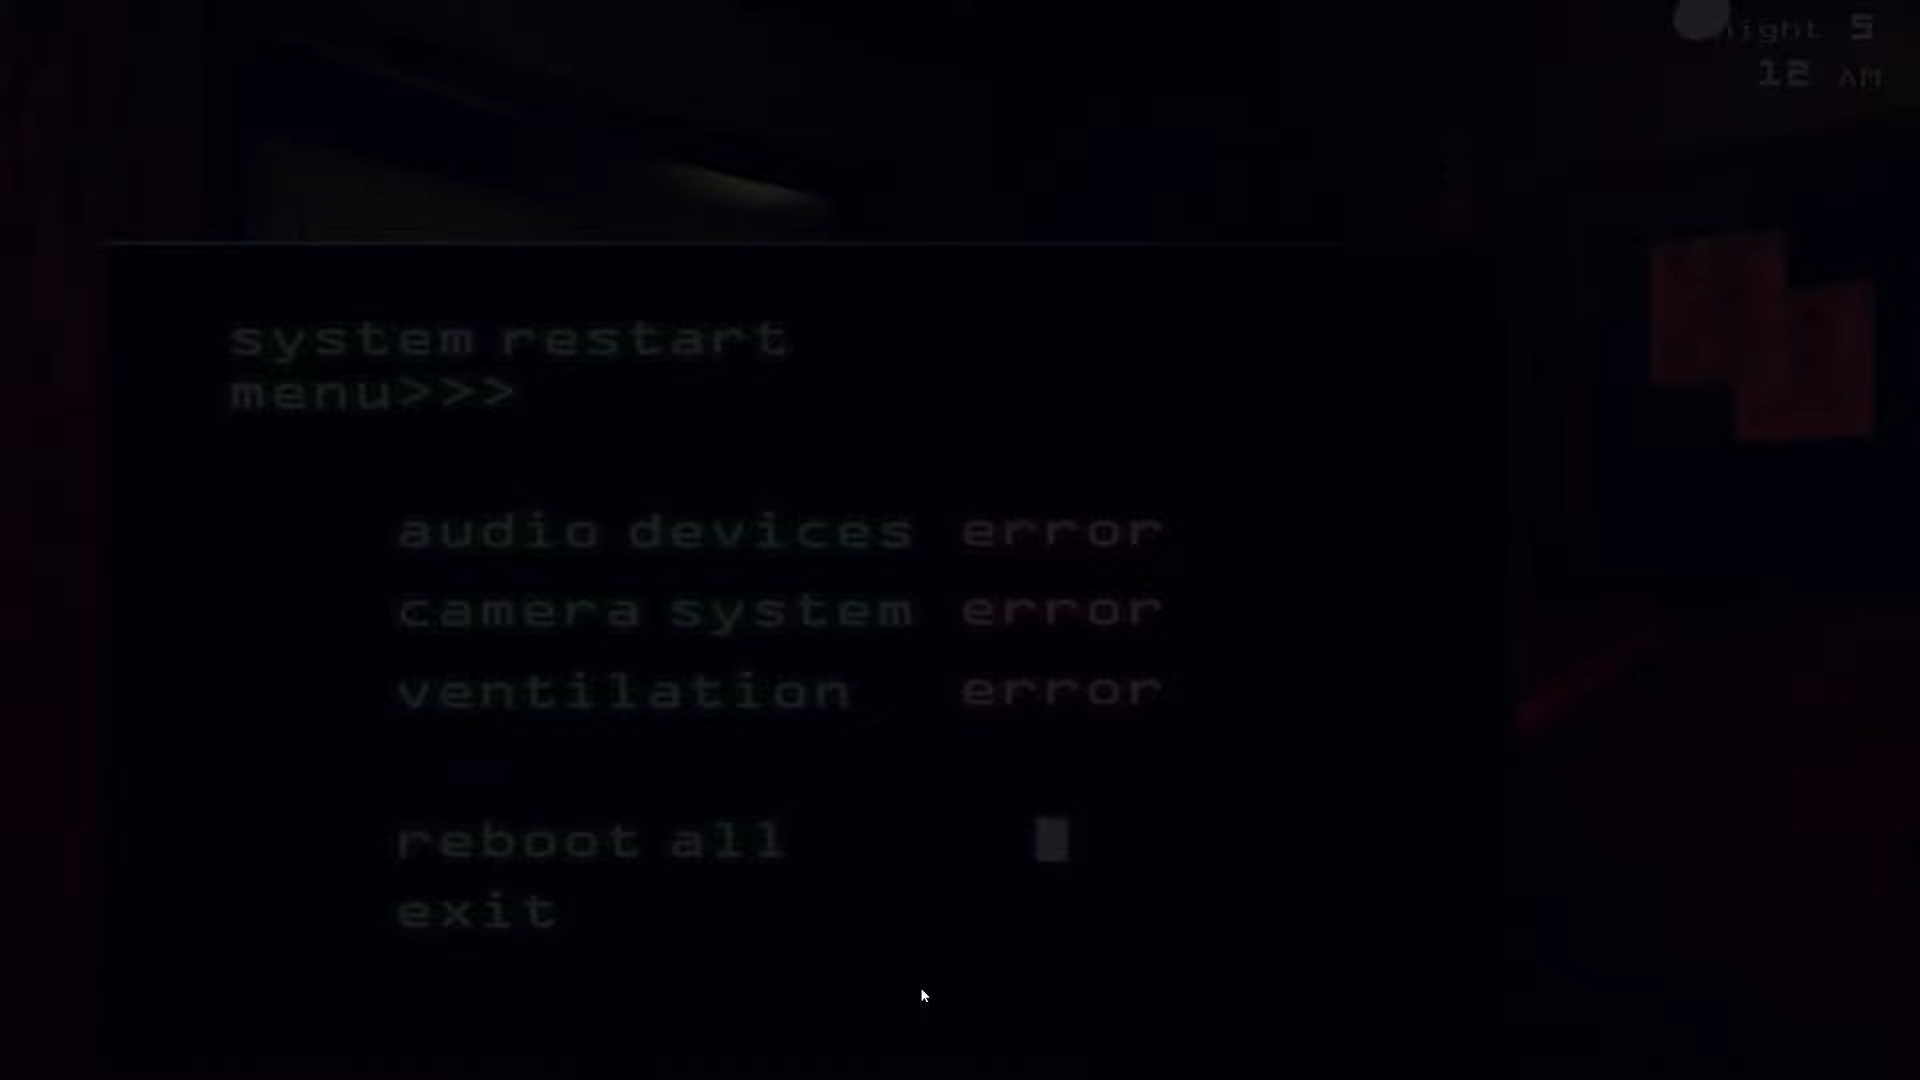 ight 5
12 AM
system restart
menu>>>
audio devices error
camera system error
ventilation error
reboot all
exit